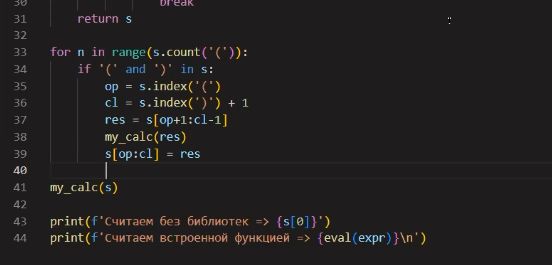 30                 break
31     return s
32
33 for n in range(s.count('(')):
34     if '(' and ')' in s:
35         op = s.index('(')
36         cl = s.index(')') + 1
37         res = s[op+1:cl-1]
38         my_calc(res)
39         s[op:cl] = res
40
41 my_calc(s)
42
43 print(f'Считаем без библиотек => {s[0]}')
44 print(f'Считаем встроенной функцией => {eval(expr)}\n')